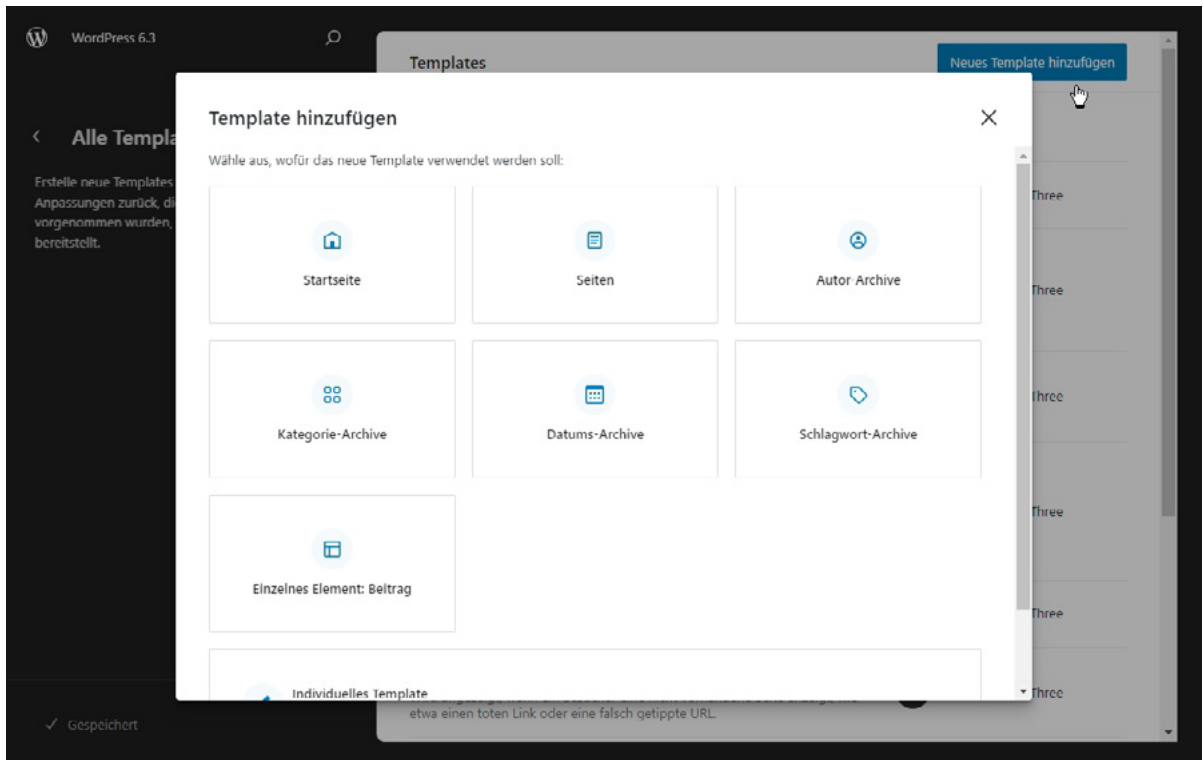 WordPress 6.3
Templates
Neues Template hinzufügen
Alle Templa
Erstelle neue Templates
Anpassungen zurück, di
vorgenommen wurden,
bereitstellt.
Template hinzufügen
Wähle aus, wofür das neue Template verwendet werden soll:
Startseite
Seiten
Autor-Archive
Kategorie-Archive
Datums-Archive
Schlagwort-Archive
Einzelnes Element: Beitrag
Individuelles Template
Three
Three
Three
Three
Three
Three
etwa einen toten Link oder eine falsch getippte URL.
Gespeichert